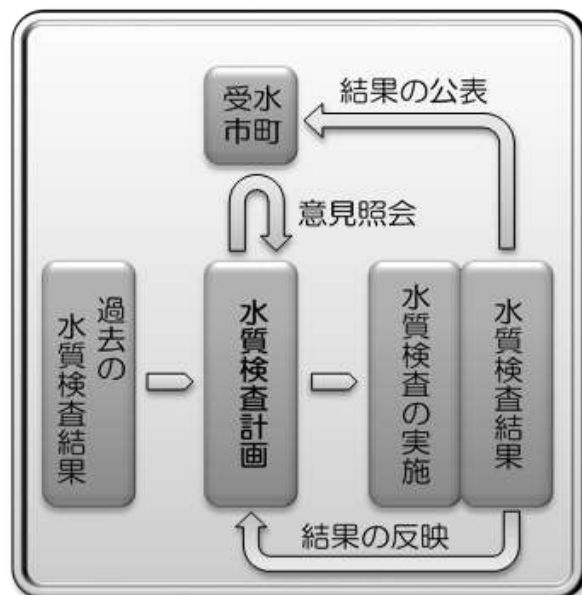 受水
市町
結果の公表
意見照会
過去の
水質検査結果
水質検査計画
水質検査の実施
水質検査結果
結果の反映